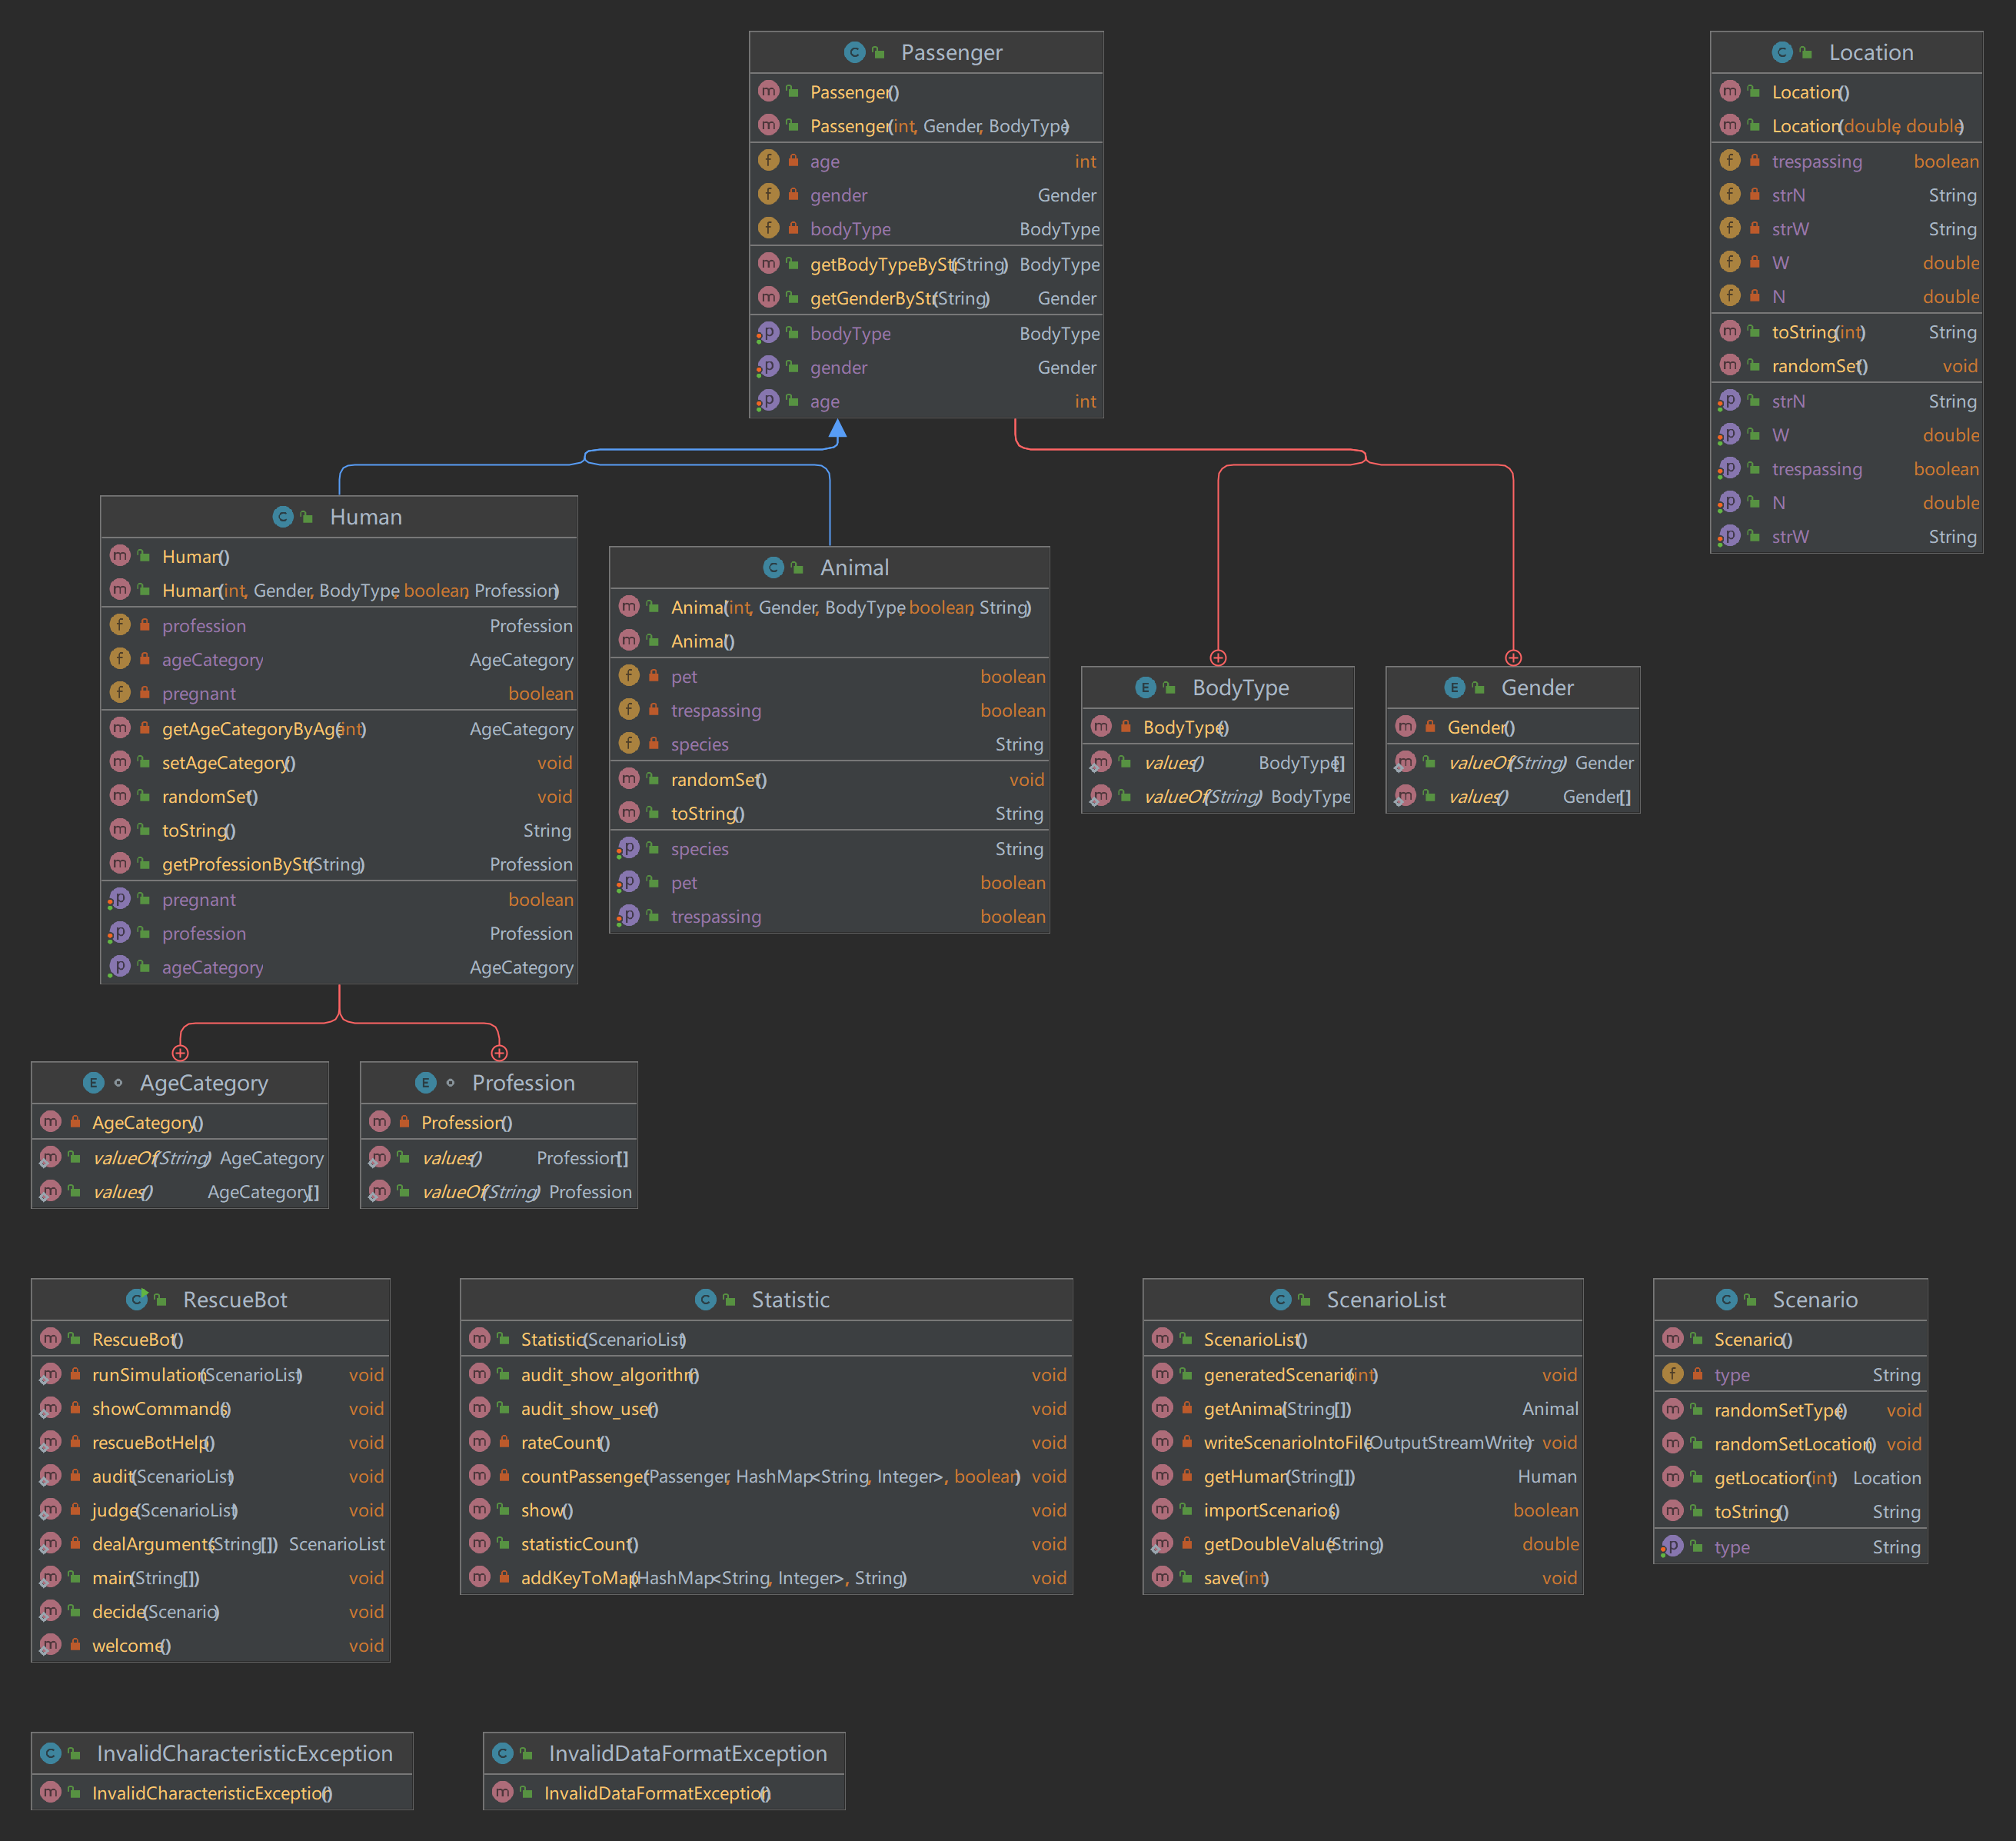 Passenger
Passenger()
Passenger(int, Gender, BodyType)
age int
gender Gender
bodyType BodyType
getBodyTypeByStr(String) BodyType
getGenderByStr(String) Gender
bodyType BodyType
gender Gender
age int
Location
Location()
Location(double, double)
trespassing boolean
strN String
strW String
W double
N double
toString(int) String
randomSet() void
strN String
W double
trespassing boolean
N double
strW String
Human
Human()
Human(int, Gender, BodyType, boolean, Profession)
profession Profession
ageCategory AgeCategory
pregnant boolean
getAgeCategoryByAge(int) AgeCategory
setAgeCategory() void
randomSet() void
toString() String
getProfessionByStr(String) Profession
pregnant boolean
profession Profession
ageCategory AgeCategory
Animal
Animal(int, Gender, BodyType, boolean, String)
Animal()
pet boolean
trespassing boolean
species String
randomSet() void
toString() String
species String
pet boolean
trespassing boolean
BodyType
BodyType()
values() BodyType[]
valueOf(String) BodyType
Gender
Gender()
valueOf(String) Gender
values() Gender[]
AgeCategory
AgeCategory()
valueOf(String) AgeCategory
values() AgeCategory[]
Profession
Profession()
values() Profession[]
valueOf(String) Profession
RescueBot
RescueBot()
runSimulation(ScenarioList) void
showCommands() void
rescueBotHelp() void
audit(ScenarioList) void
judge(ScenarioList) void
dealArguments(String[]) ScenarioList
main(String[]) void
decide(Scenario) void
welcome() void
Statistic
Statistic(ScenarioList)
audit_show_algorithm() void
audit_show_user() void
rateCount() void
countPassenger(Passenger, HashMap<String, Integer>, boolean) void
show() void
statisticCount() void
addKeyToMap(HashMap<String, Integer>, String) void
ScenarioList
ScenarioList()
generatedScenario(int) void
getAnimal(String[]) Animal
writeScenarioIntoFile(OutputStreamWriter) void
getHuman(String[]) Human
importScenarios() boolean
getDoubleValue(String) double
save(int) void
Scenario
Scenario()
type String
randomSetType() void
randomSetLocation() void
getLocation(int) Location
toString() String
type String
InvalidCharacteristicException
InvalidCharacteristicException()
InvalidDataFormatException
InvalidDataFormatException()